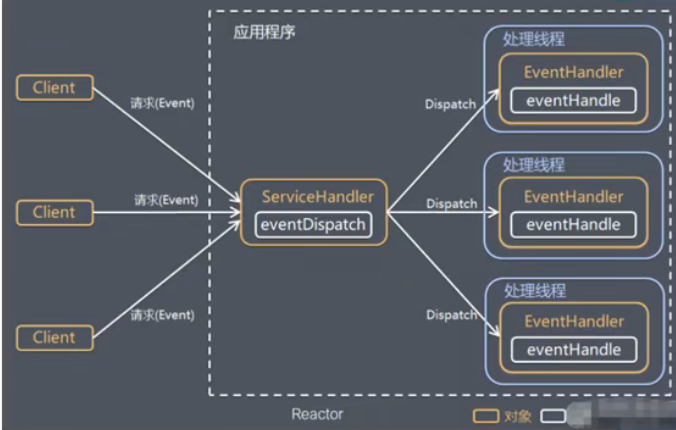 应用程序
处理线程
EventHandler
eventHandle
Client
请求(Event)
Dispatch
处理线程
EventHandler
eventHandle
Client
请求(Event)
ServiceHandler
eventDispatch
Dispatch
处理线程
EventHandler
eventHandle
Client
请求(Event)
Dispatch
Reactor
对象